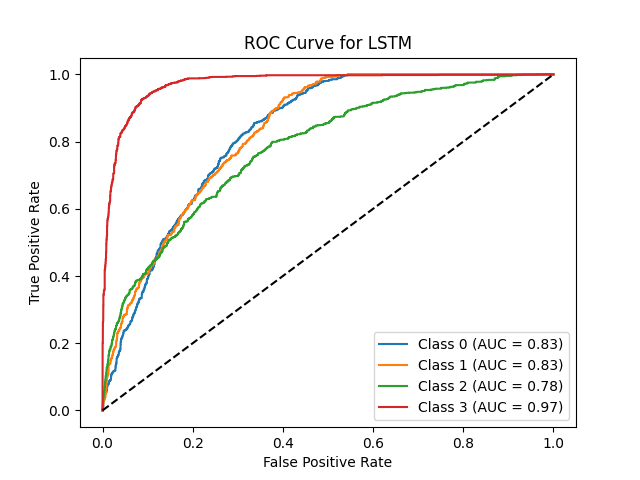 ROC Curve for LSTM
True Positive Rate
1.0
0.8
0.6
0.4
0.2
0.0
Class 0 (AUC = 0.83)
Class 1 (AUC = 0.83)
Class 2 (AUC = 0.78)
Class 3 (AUC = 0.97)
0.0 0.2 0.4 0.6 0.8 1.0
False Positive Rate